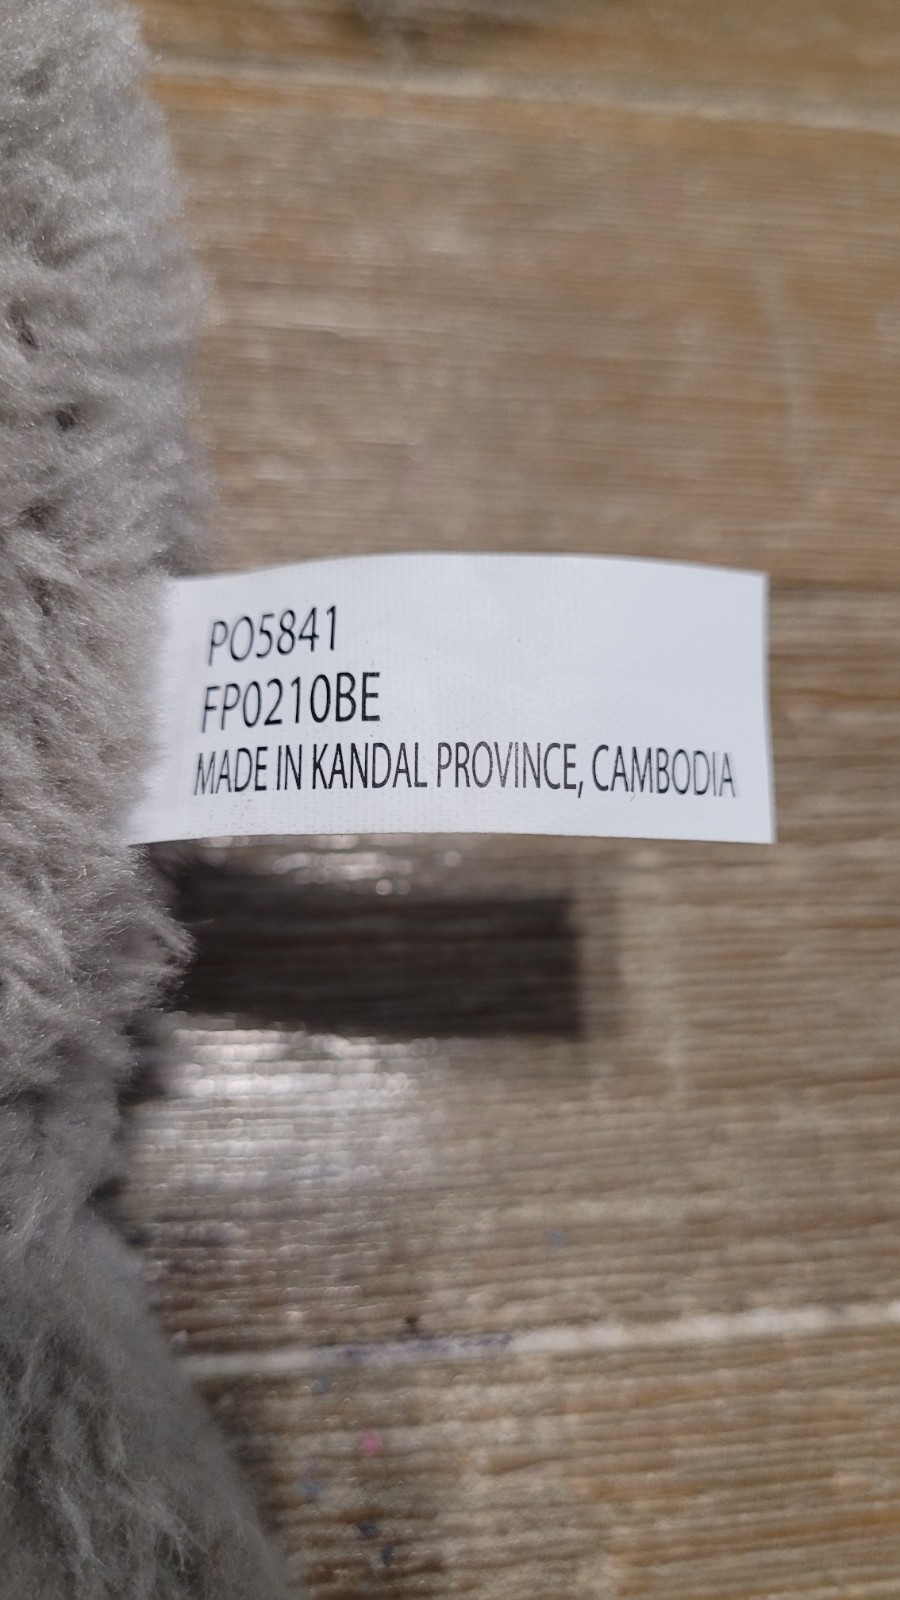 PO5841
FP0210BE
MADE IN KANDAL PROVINCE, CAMBODIA